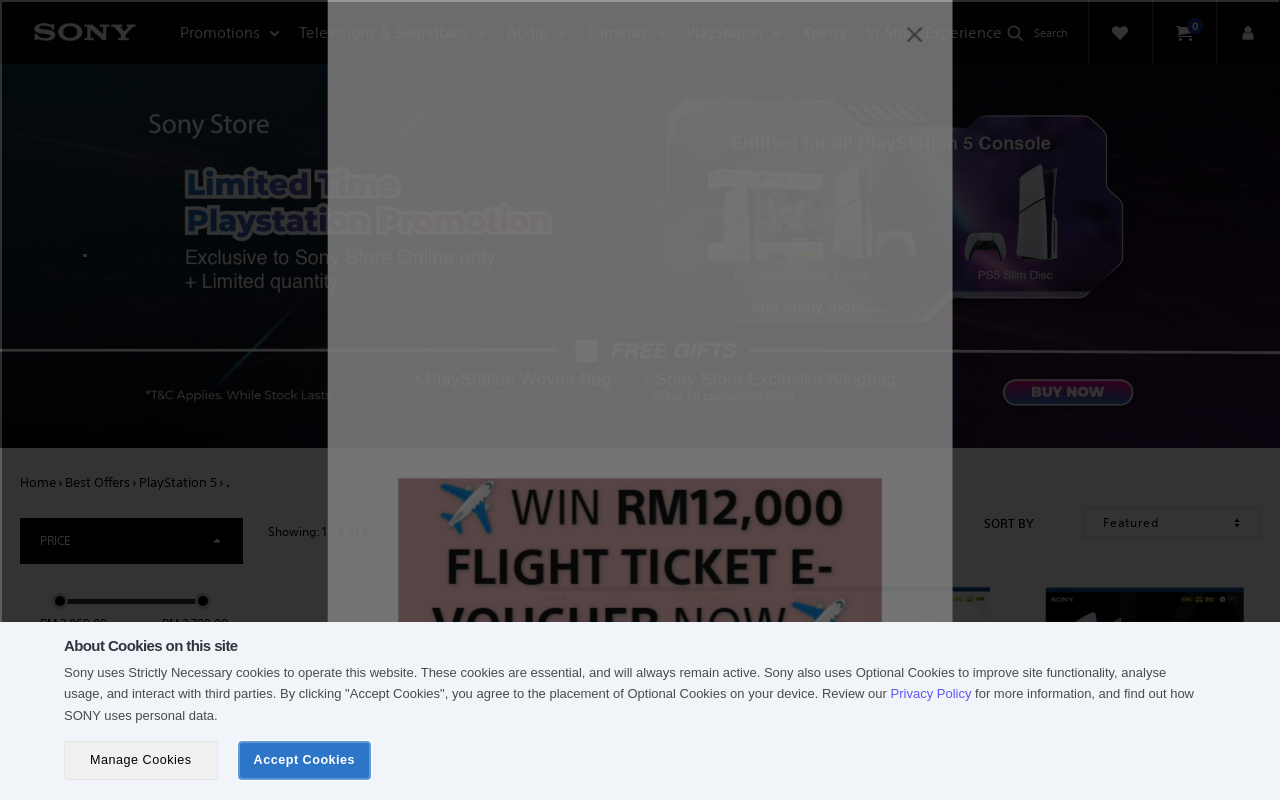 SONY
Promotions
Televisions & Soundbars
Audio
Cameras
PlayStation
Xperia
In-Store Experience
Search
0
Sony Store
Limited Time
Playstation Promotion
Exclusive to Sony Store Online only
+ Limited quantity
Entitled for all PlayStation 5 Console
PS5 Slim Disc
and many more....
FREE GIFTS
• PlayStation Woven Bag
• Sony Store Exclusive Slingbag
(First 10 customers only)
*T&C Applies. While Stock Lasts
BUY NOW
Home › Best Offers › PlayStation 5 › .
PRICE
Showing: 1 - 6 of 6
SORT BY
Featured
WIN RM12,000
FLIGHT TICKET E-
VOUCHER NOW
SONY
About Cookies on this site
Sony uses Strictly Necessary cookies to operate this website. These cookies are essential, and will always remain active. Sony also uses Optional Cookies to improve site functionality, analyse
usage, and interact with third parties. By clicking "Accept Cookies", you agree to the placement of Optional Cookies on your device. Review our Privacy Policy for more information, and find out how
SONY uses personal data.
Manage Cookies
Accept Cookies